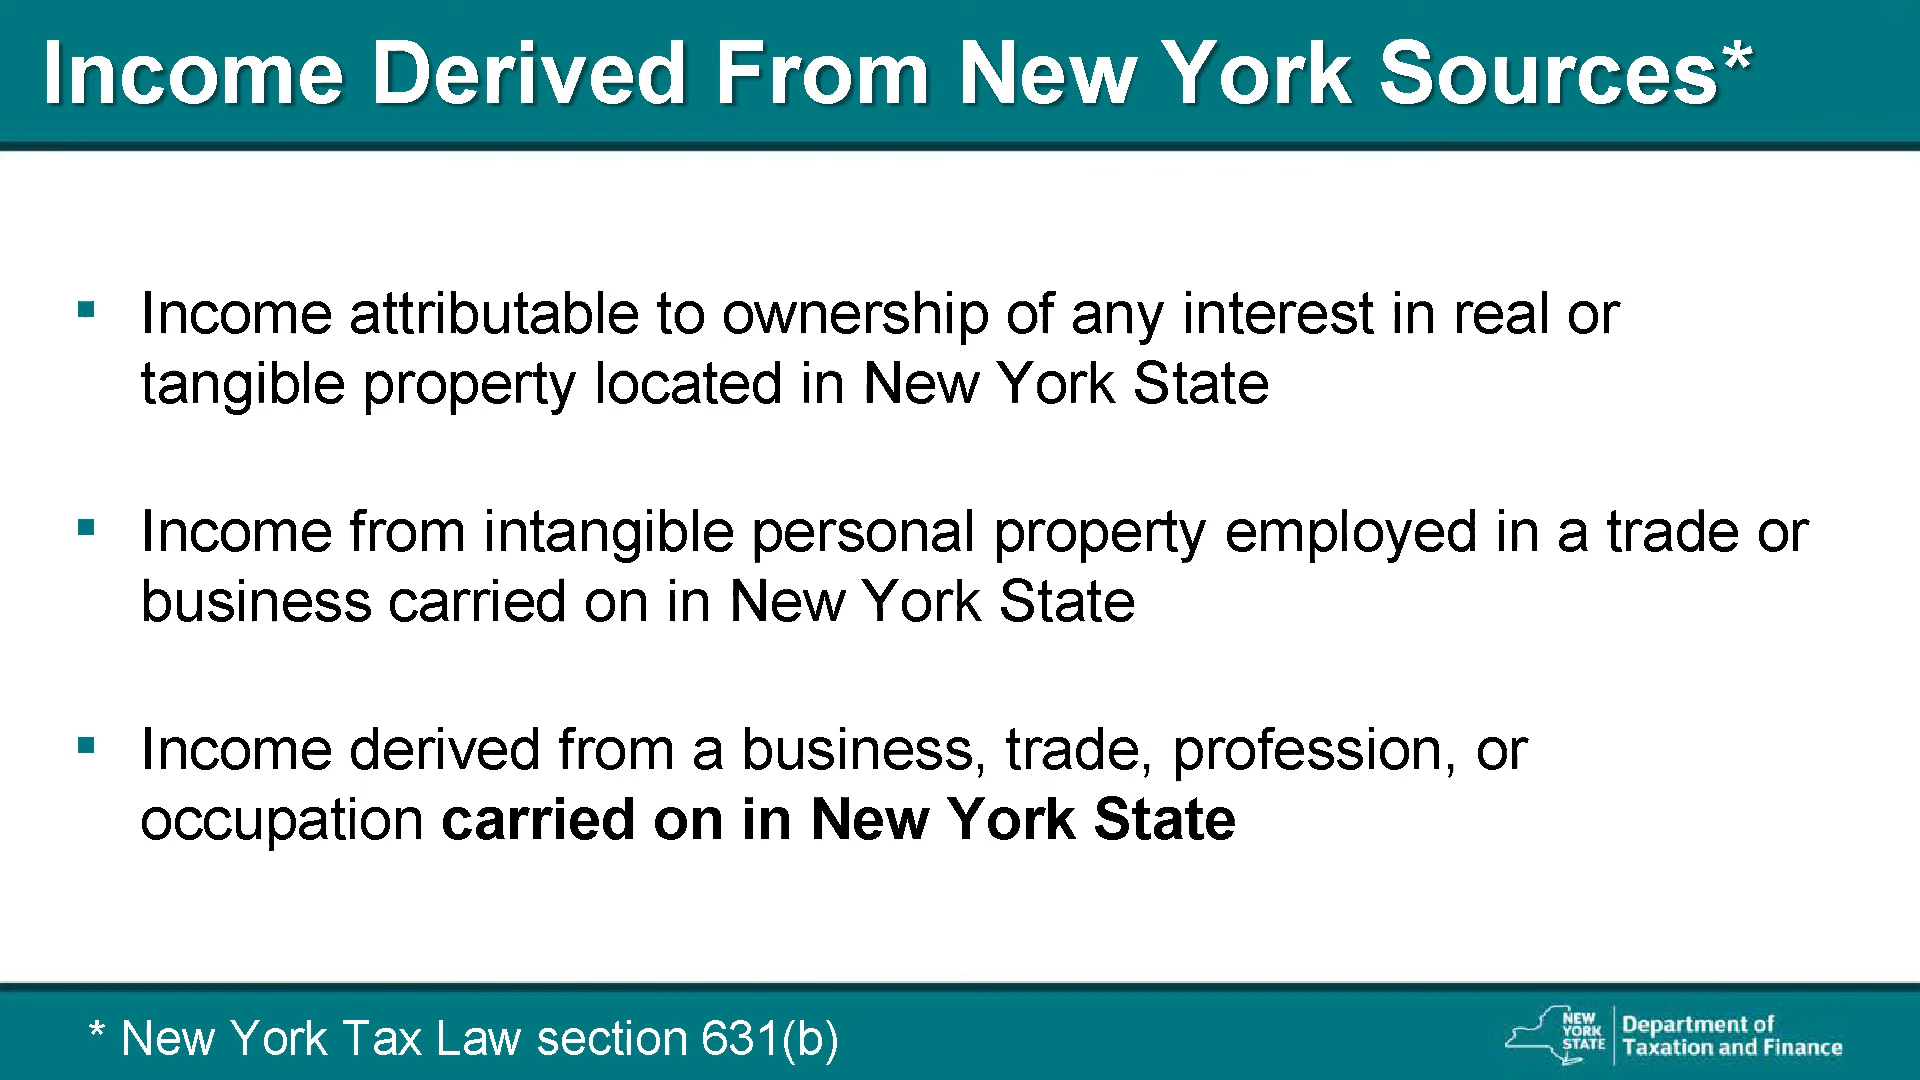 Income Derived From New York Sources*
▪ Income attributable to ownership of any interest in real or
tangible property located in New York State
▪ Income from intangible personal property employed in a trade or
business carried on in New York State
▪ Income derived from a business, trade, profession, or
occupation carried on in New York State
* New York Tax Law section 631(b)
NEW
YORK
STATE
Department of
Taxation and Finance